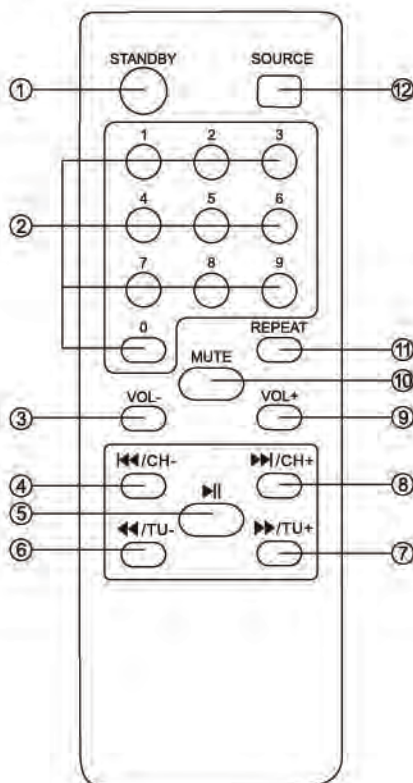 STANDBY SOURCE
① ⑫
1 2 3
4 5 6
②
7 8 9
0 REPEAT
MUTE ⑪
⑩
VOL- VOL+
③ ⑨
⏮/CH- ⏭/CH+
④ ⏯ ⑧
⑤
⏪/TU- ⏩/TU+
⑥ ⑦